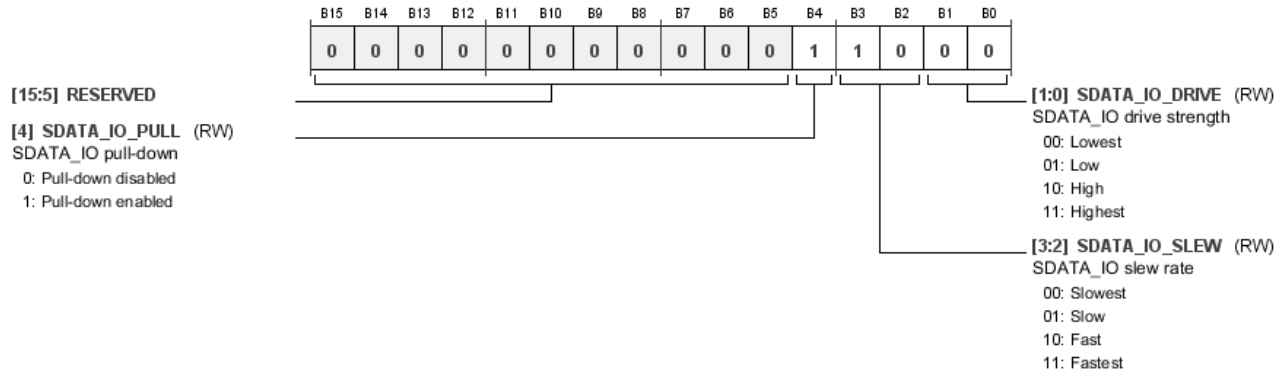 B15 B14 B13 B12 B11 B10 B9 B8 B7 B6 B5 B4 B3 B2 B1 B0
0 0 0 0 0 0 0 0 0 0 0 1 1 0 0 0
[15:5] RESERVED
[4] SDATA_IO_PULL (RW)
SDATA_IO pull-down
0: Pull-down disabled
1: Pull-down enabled
[1:0] SDATA_IO_DRIVE (RW)
SDATA_IO drive strength
00: Lowest
01: Low
10: High
11: Highest
[3:2] SDATA_IO_SLEW (RW)
SDATA_IO slew rate
00: Slowest
01: Slow
10: Fast
11: Fastest